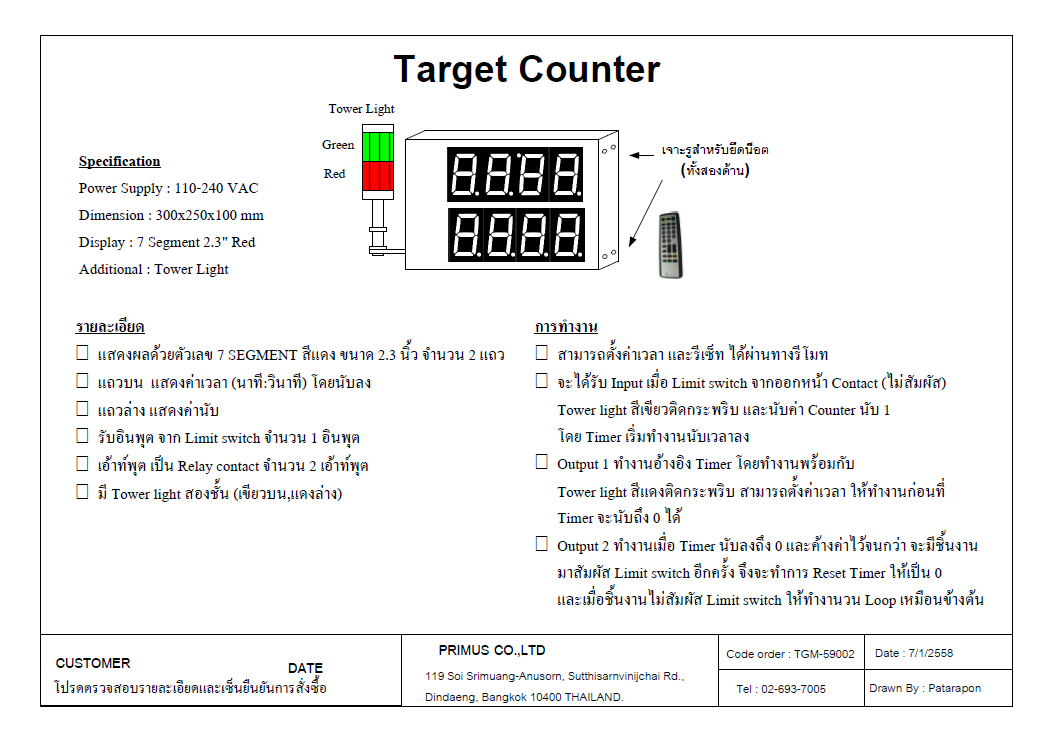 Target Counter
Tower Light
Green
Red
Specification
Power Supply : 110-240 VAC
Dimension : 300x250x100 mm
Display : 7 Segment 2.3" Red
Additional : Tower Light
8888
8888
เจาะรูสำหรับยึดน็อต
(ทั้งสองด้าน)
รายละเอียด
แสดงผลด้วยตัวเลข 7 SEGMENT สีแดง ขนาด 2.3 นิ้ว จำนวน 2 แถว
แถวบน แสดงค่าเวลา (นาที:วินาที) โดยนับลง
แถวล่าง แสดงค่านับ
รับอินพุต จาก Limit switch จำนวน 1 อินพุต
เอ้าท์พุต เป็น Relay contact จำนวน 2 เอ้าท์พุต
มี Tower light สองชั้น (เขียวบน,แดงล่าง)
การทำงาน
สามารถตั้งค่าเวลา และรีเซ็ท ได้ผ่านทางรีโมท
จะได้รับ Input เมื่อ Limit switch จากออกหน้า Contact (ไม่สัมผัส)
Tower light สีเขียวติดกระพริบ และนับค่า Counter นับ 1
โดย Timer เริ่มทำงานนับเวลาลง
Output 1 ทำงานอ้างอิง Timer โดยทำงานพร้อมกับ
Tower light สีแดงติดกระพริบ สามารถตั้งค่าเวลา ให้ทำงานก่อนที่
Timer จะนับถึง 0 ได้
Output 2 ทำงานเมื่อ Timer นับลงถึง 0 และค้างค่าไว้จนกว่า จะมีชิ้นงาน
มาสัมผัส Limit switch อีกครั้ง จึงจะทำการ Reset Timer ให้เป็น 0
และเมื่อชิ้นงานไม่สัมผัส Limit switch ให้ทำงานวน Loop เหมือนข้างต้น
CUSTOMER
DATE
โปรดตรวจสอบรายละเอียดและเซ็นยืนยันการสั่งซื้อ
PRIMUS CO.,LTD
119 Soi Srimuang-Anusorn, Sutthisarnvinijchai Rd.,
Dindaeng, Bangkok 10400 THAILAND.
Code order : TGM-59002
Date : 7/1/2558
Tel : 02-693-7005
Drawn By : Patarapon